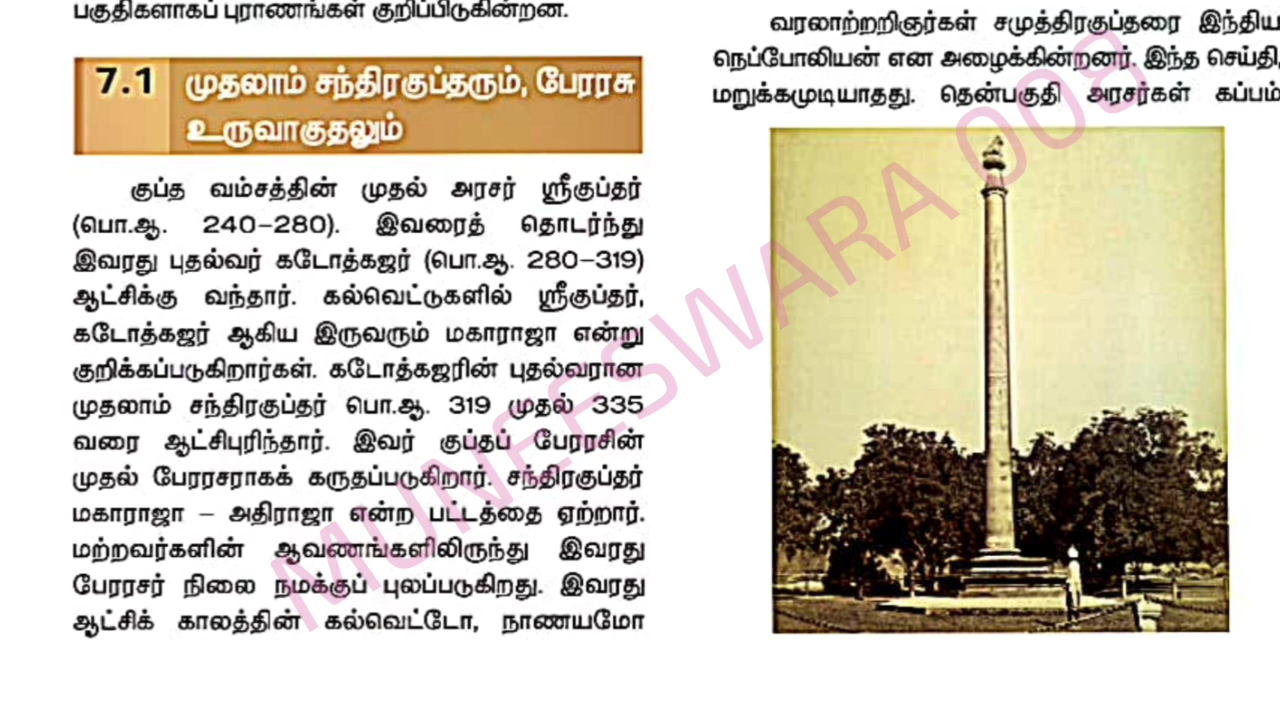 பகுதிகளாகப் புராணங்கள் குறிப்பிடுகின்றன.
7.1 முதலாம் சந்திரகுப்தரும், பேரரசு
உருவாகுதலும்
குப்த வம்சத்தின் முதல் அரசர் ஸ்ரீகுப்தர்
(பொ.ஆ. 240–280). இவரைத் தொடர்ந்து
இவரது புதல்வர் கடோத்கஜர் (பொ.ஆ. 280–319)
ஆட்சிக்கு வந்தார். கல்வெட்டுகளில் ஸ்ரீகுப்தர்,
கடோத்கஜர் ஆகிய இருவரும் மகாராஜா என்று
குறிக்கப்படுகிறார்கள். கடோத்கஜரின் புதல்வரான
முதலாம் சந்திரகுப்தர் பொ.ஆ. 319 முதல் 335
வரை ஆட்சிபுரிந்தார். இவர் குப்தப் பேரரசின்
முதல் பேரரசராகக் கருதப்படுகிறார். சந்திரகுப்தர்
மகாராஜா – அதிராஜா என்ற பட்டத்தை ஏற்றார்.
மற்றவர்களின் ஆவணங்களிலிருந்து இவரது
பேரரசர் நிலை நமக்குப் புலப்படுகிறது. இவரது
ஆட்சிக் காலத்தின் கல்வெட்டோ, நாணயமோ
வரலாற்றறிஞர்கள் சமுத்திரகுப்தரை இந்திய
நெப்போலியன் என அழைக்கின்றனர். இந்த செய்தி,
மறுக்கமுடியாதது. தென்பகுதி அரசர்கள் கப்பம்
MUNEESWARA 008